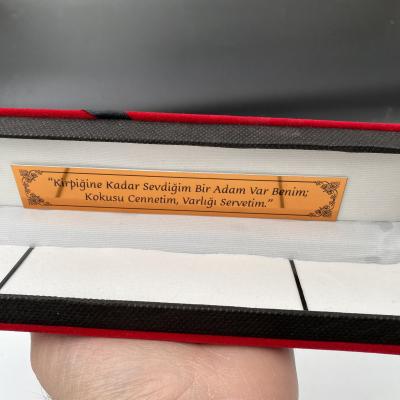 “Kirpiğine Kadar Sevdiğim Bir Adam Var Benim;
Kokusu Cennetim, Varlığı Servetim.”